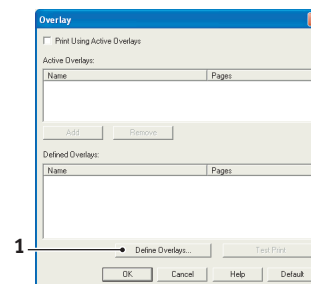 Overlay
Print Using Active Overlays
Active Overlays:
Name Pages
Add Remove
Defined Overlays:
Name Pages
1 Define Overlays... Test Print
OK Cancel Help Default